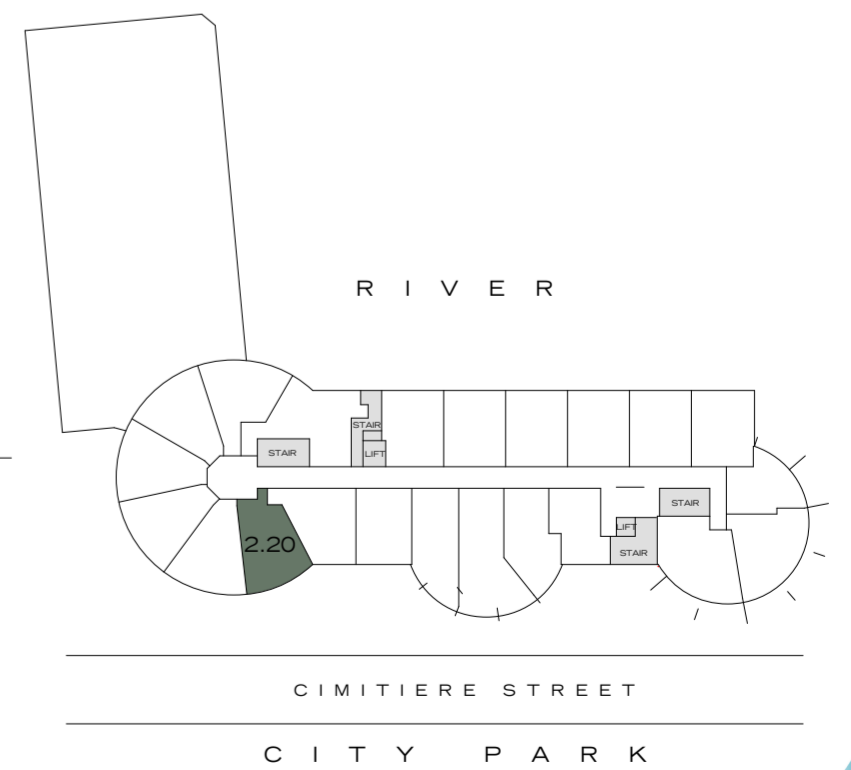 RIVER
STAIR
STAIR
LIFT
STAIR
LIFT
2.20
STAIR
CIMITIERE STREET
CITY PARK